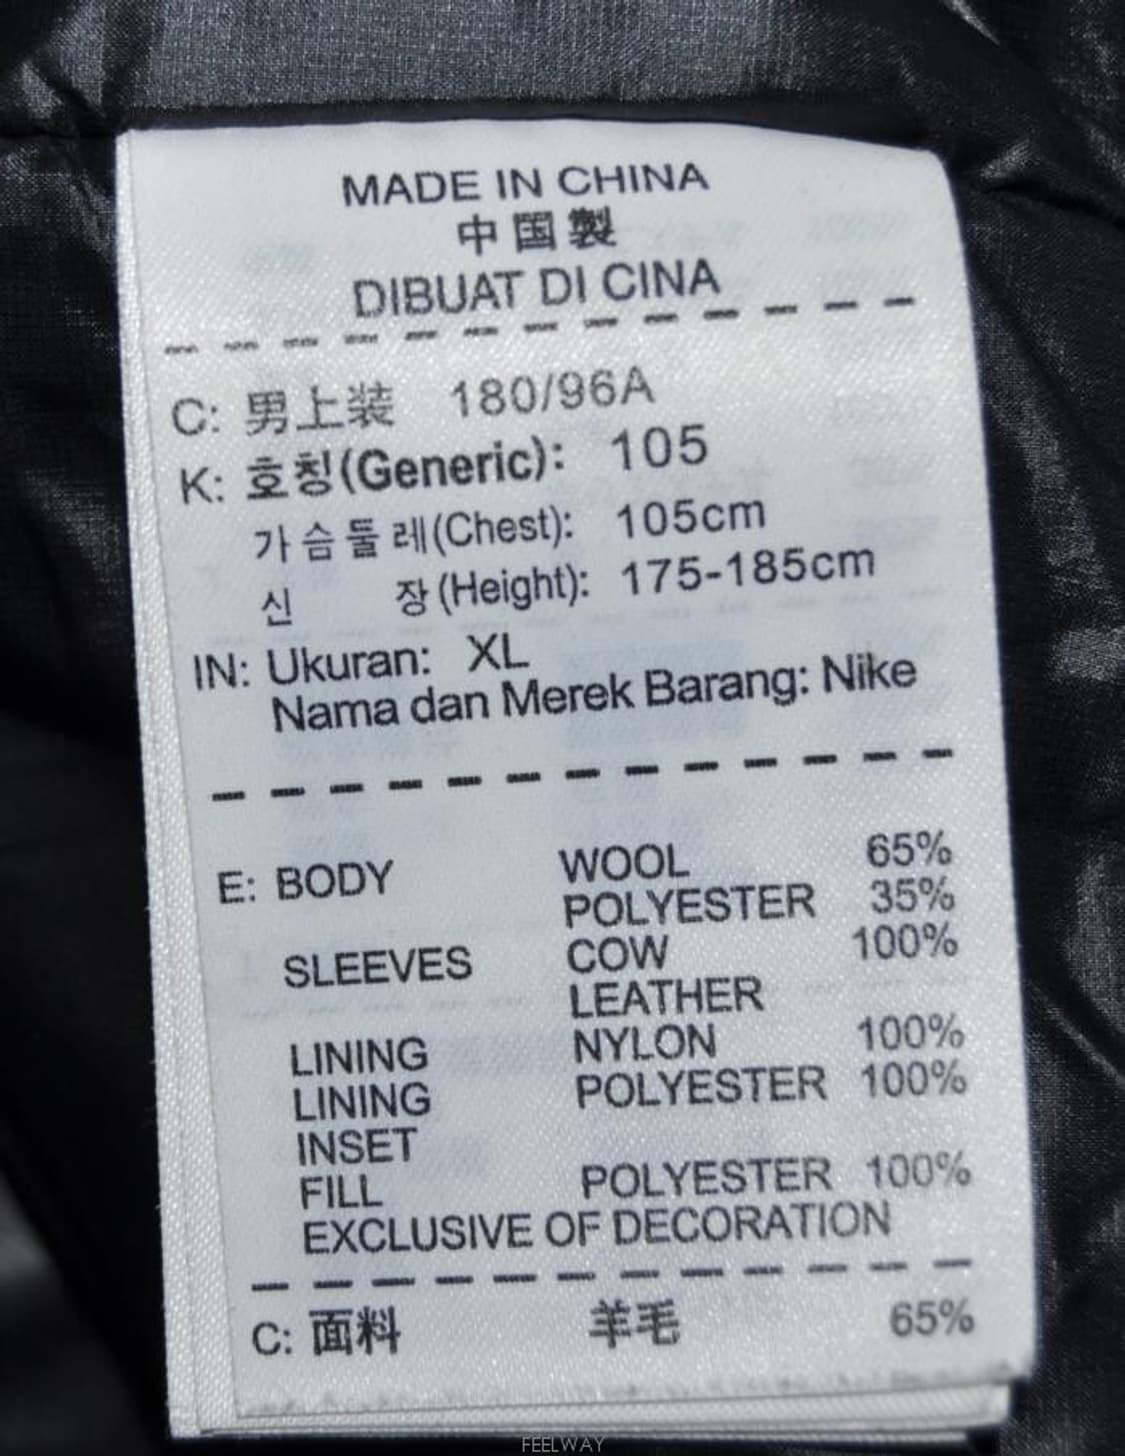 MADE IN CHINA
中国製
DIBUAT DI CINA
C: 男上装 180/96A
K: 호칭(Generic): 105
가슴둘레(Chest): 105cm
신 장(Height): 175-185cm
IN: Ukuran: XL
Nama dan Merek Barang: Nike
E: BODY WOOL 65%
POLYESTER 35%
SLEEVES COW 100%
LEATHER
LINING NYLON 100%
LINING POLYESTER 100%
INSET
FILL POLYESTER 100%
EXCLUSIVE OF DECORATION
C: 面料 羊毛 65%
FEELWAY